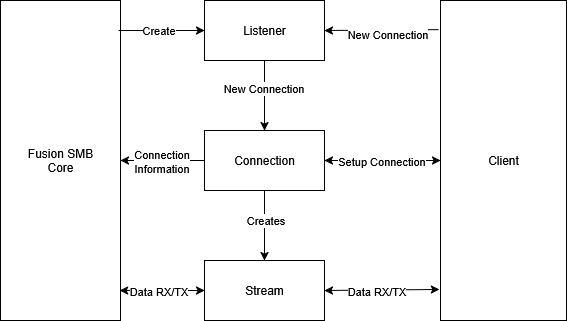 Create
Listener
New Connection
New Connection
Fusion SMB
Core
Connection
Information
Connection
Setup Connection
Client
Creates
Data RX/TX
Stream
Data RX/TX